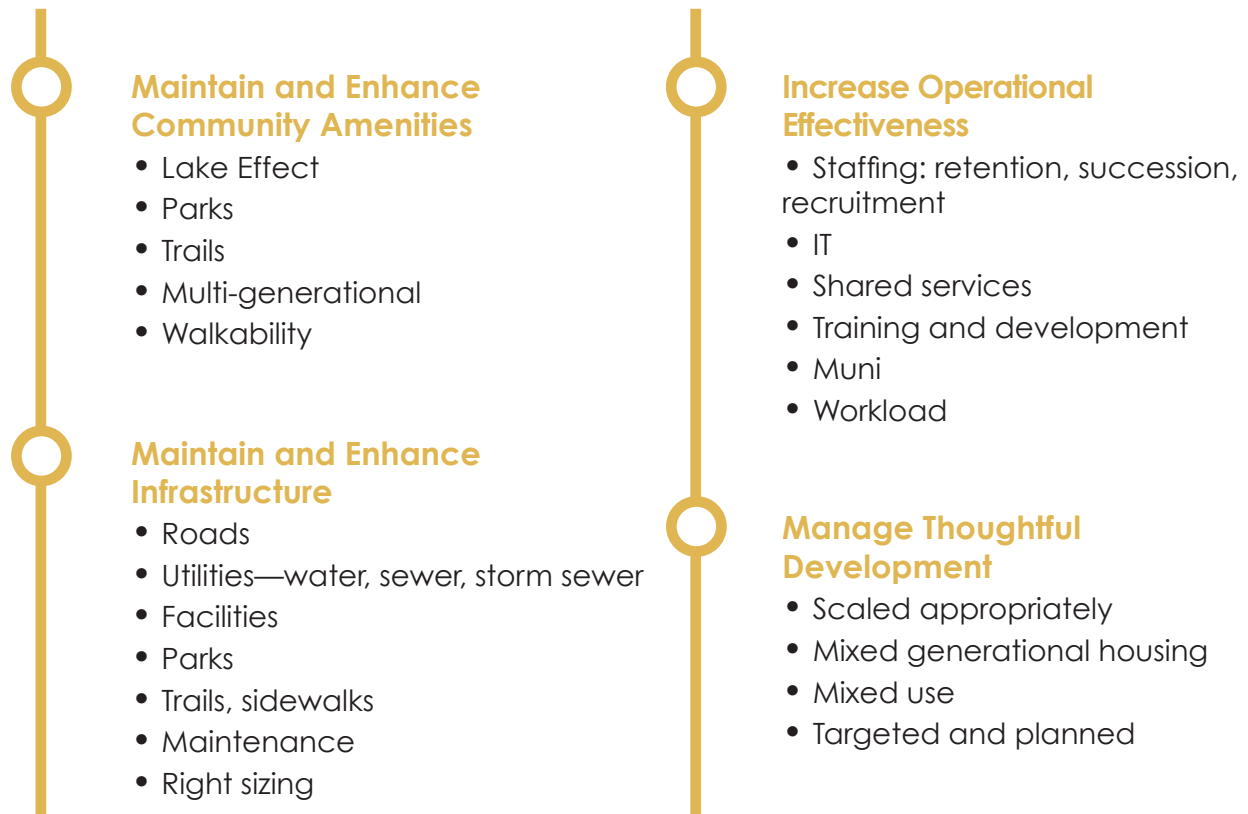 Maintain and Enhance
Community Amenities
• Lake Effect
• Parks
• Trails
• Multi-generational
• Walkability
Maintain and Enhance
Infrastructure
• Roads
• Utilities—water, sewer, storm sewer
• Facilities
• Parks
• Trails, sidewalks
• Maintenance
• Right sizing
Increase Operational
Effectiveness
• Staffing: retention, succession,
recruitment
• IT
• Shared services
• Training and development
• Muni
• Workload
Manage Thoughtful
Development
• Scaled appropriately
• Mixed generational housing
• Mixed use
• Targeted and planned